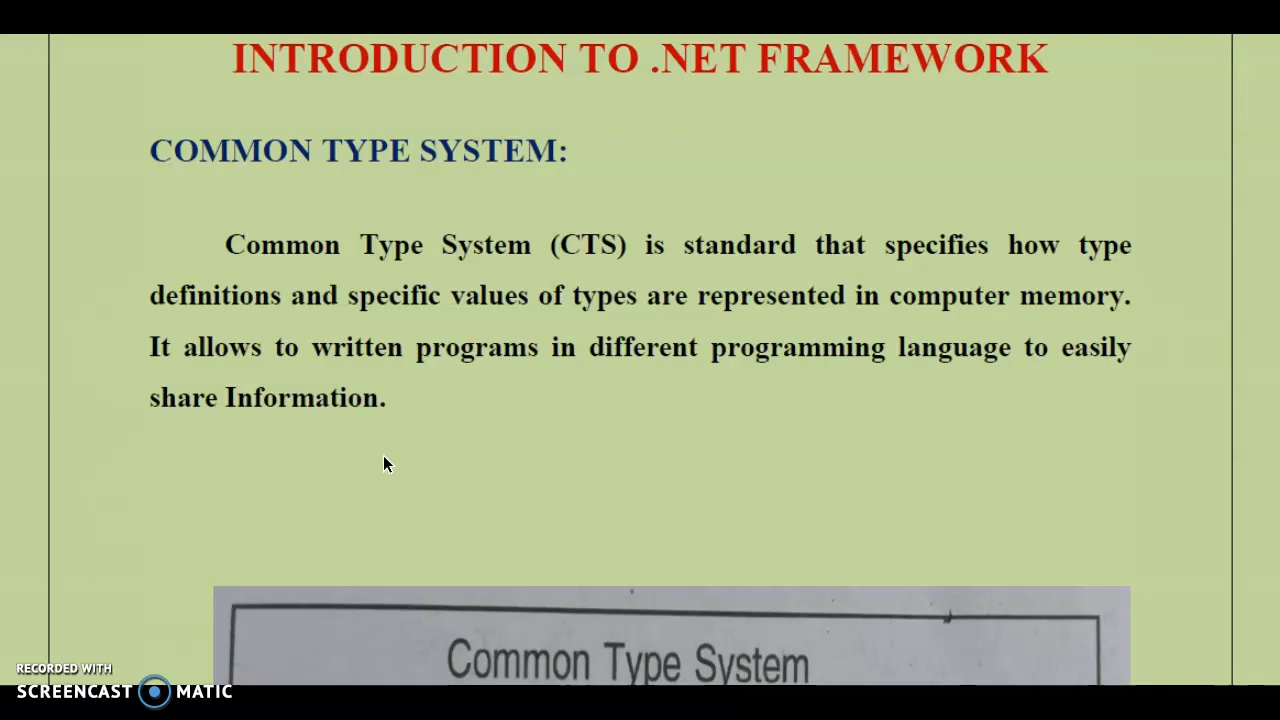 INTRODUCTION TO .NET FRAMEWORK
COMMON TYPE SYSTEM:
Common Type System (CTS) is standard that specifies how type
definitions and specific values of types are represented in computer memory.
It allows to written programs in different programming language to easily
share Information.
Common Type System
RECORDED WITH
SCREENCAST MATIC